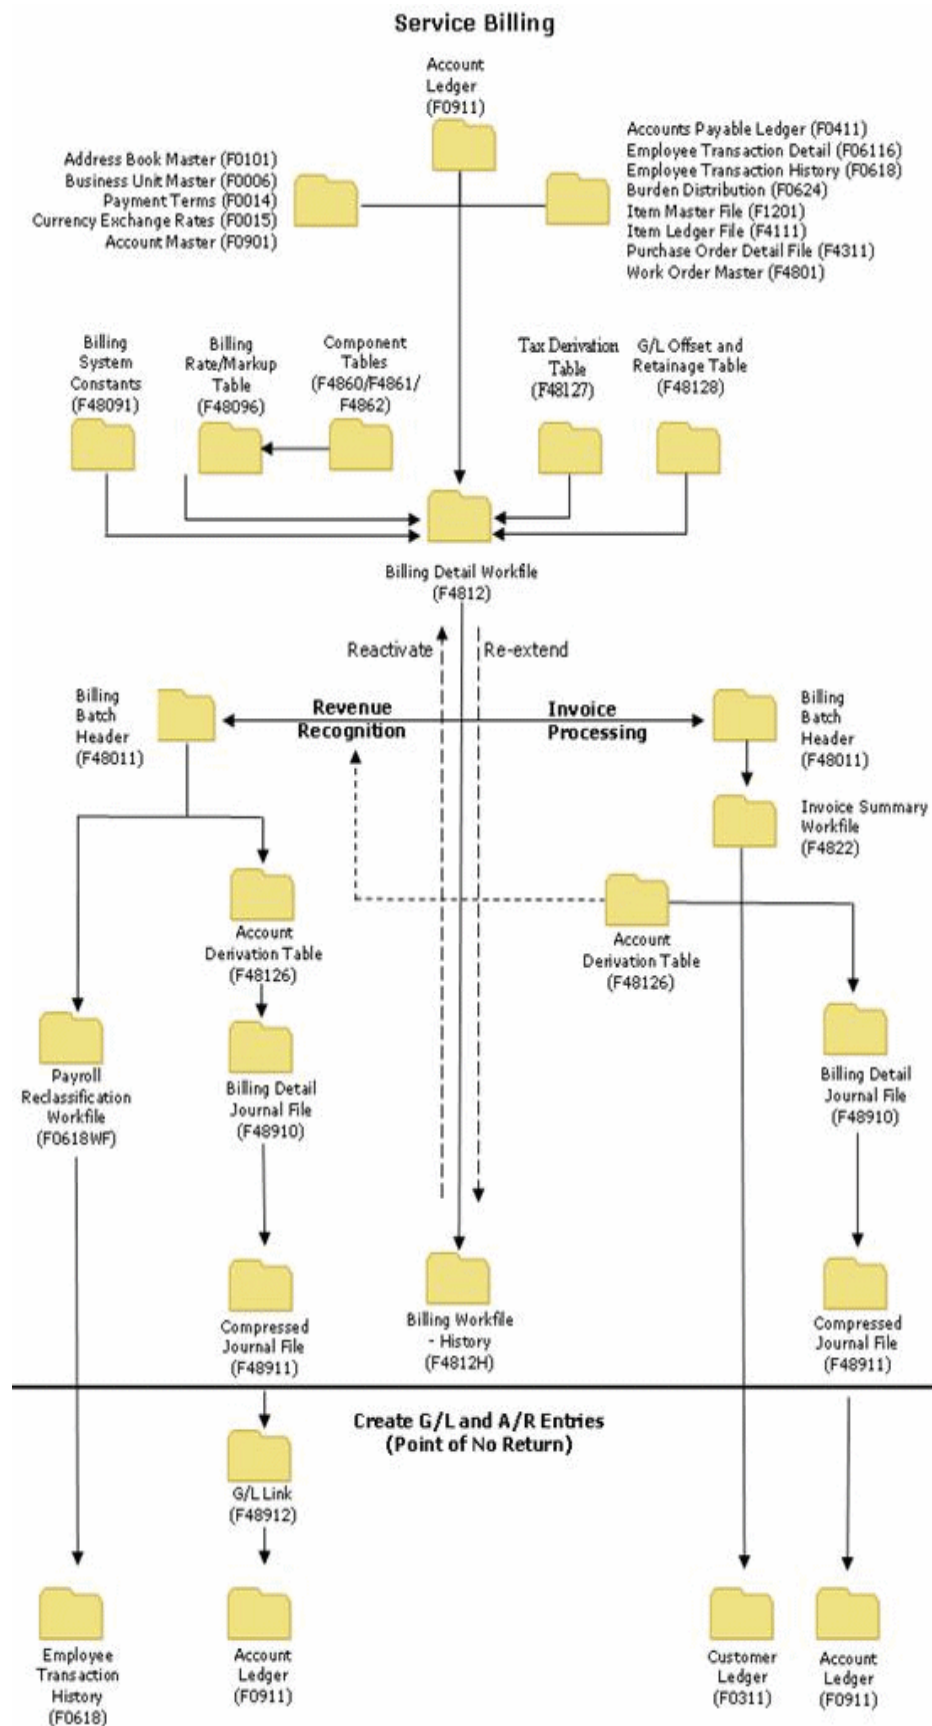 Service Billing
Account
Ledger
(F0911)
Address Book Master (F0101)
Business Unit Master (F0006)
Payment Terms (F0014)
Currency Exchange Rates (F0015)
Account Master (F0901)
Accounts Payable Ledger (F0411)
Employee Transaction Detail (F06116)
Employee Transaction History (F0618)
Burden Distribution (F0624)
Item Master File (F1201)
Item Ledger File (F4111)
Purchase Order Detail File (F4311)
Work Order Master (F4801)
Billing
System
Constants
(F48091)
Billing
Rate/Markup
Table
(F48096)
Component
Tables
(F4860/F4861/
F4862)
Tax Derivation
Table
(F48127)
G/L Offset and
Retainage Table
(F48128)
Billing Detail Workfile
(F4812)
Reactivate
Re-extend
Billing
Batch
Header
(F48011)
Revenue
Recognition
Invoice
Processing
Billing
Batch
Header
(F48011)
Invoice Summary
Workfile
(F4822)
Account
Derivation Table
(F48126)
Account
Derivation Table
(F48126)
Payroll
Reclassification
Workfile
(F0618WF)
Billing Detail
Journal File
(F48910)
Billing Detail
Journal File
(F48910)
Compressed
Journal File
(F48911)
Billing Workfile
- History
(F4812H)
Compressed
Journal File
(F48911)
Create G/L and A/R Entries
(Point of No Return)
G/L Link
(F48912)
Employee
Transaction
History
(F0618)
Account
Ledger
(F0911)
Customer
Ledger
(F0311)
Account
Ledger
(F0911)